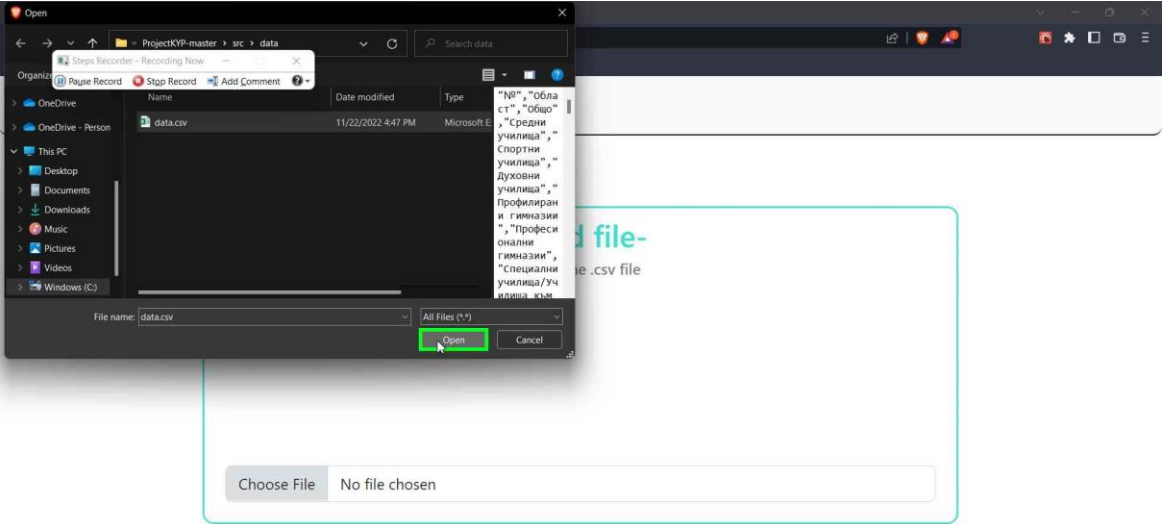 Open
ProjectKYP-master › src › data
Search data
Steps Recorder - Recording Now
Pause Record
Stop Record
Add Comment
Organize
Name
Date modified
Type
OneDrive
OneDrive - Person
This PC
Desktop
Documents
Downloads
Music
Pictures
Videos
Windows (C:)
data.csv
11/22/2022 4:47 PM
Microsoft E
"№","Обла
ст","Общо"
,"Средни
училища","
Спортни
училища","
Духовни
училища","
Профилиран
и гимназии
","Професи
онални
гимназии",
"Специални
училища/Уч
илища към
File name: data.csv
All Files (*.*)
Open
Cancel
d file-
e .csv file
Choose File
No file chosen